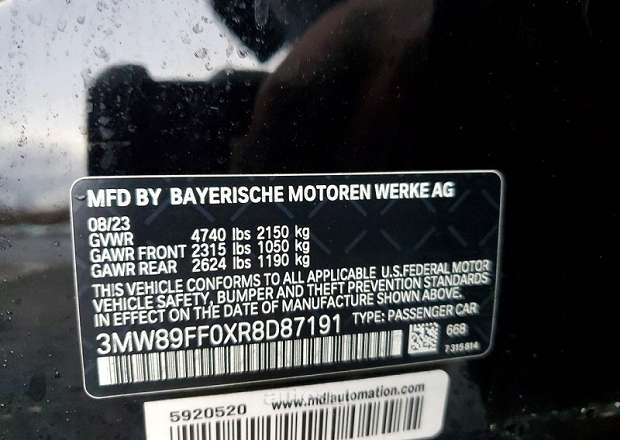 MFD BY BAYERISCHE MOTOREN WERKE AG
08/23
GVWR 4740 lbs 2150 kg
GAWR FRONT 2315 lbs 1050 kg
GAWR REAR 2624 lbs 1190 kg
THIS VEHICLE CONFORMS TO ALL APPLICABLE U.S.FEDERAL MOTOR
VEHICLE SAFETY, BUMPER AND THEFT PREVENTION STANDARDS
IN EFFECT ON THE DATE OF MANUFACTURE SHOWN ABOVE.
3MW89FF0XR8D87191 TYPE: PASSENGER CAR
668
7 315 814
5920520 www.mdiautomation.com